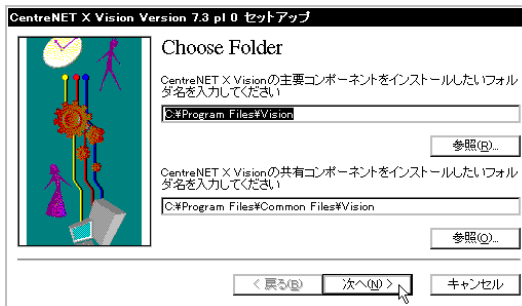 CentreNET X Vision Version 7.3 pl 0 セットアップ
Choose Folder
CentreNET X Visionの主要コンポーネントをインストールしたいフォル
ダ名を入力してください
C:¥Program Files¥Vision
参照(R)...
CentreNET X Visionの共有コンポーネントをインストールしたいフォル
ダ名を入力してください
C:¥Program Files¥Common Files¥Vision
参照(O)...
< 戻る(B) 次へ(N) > キャンセル